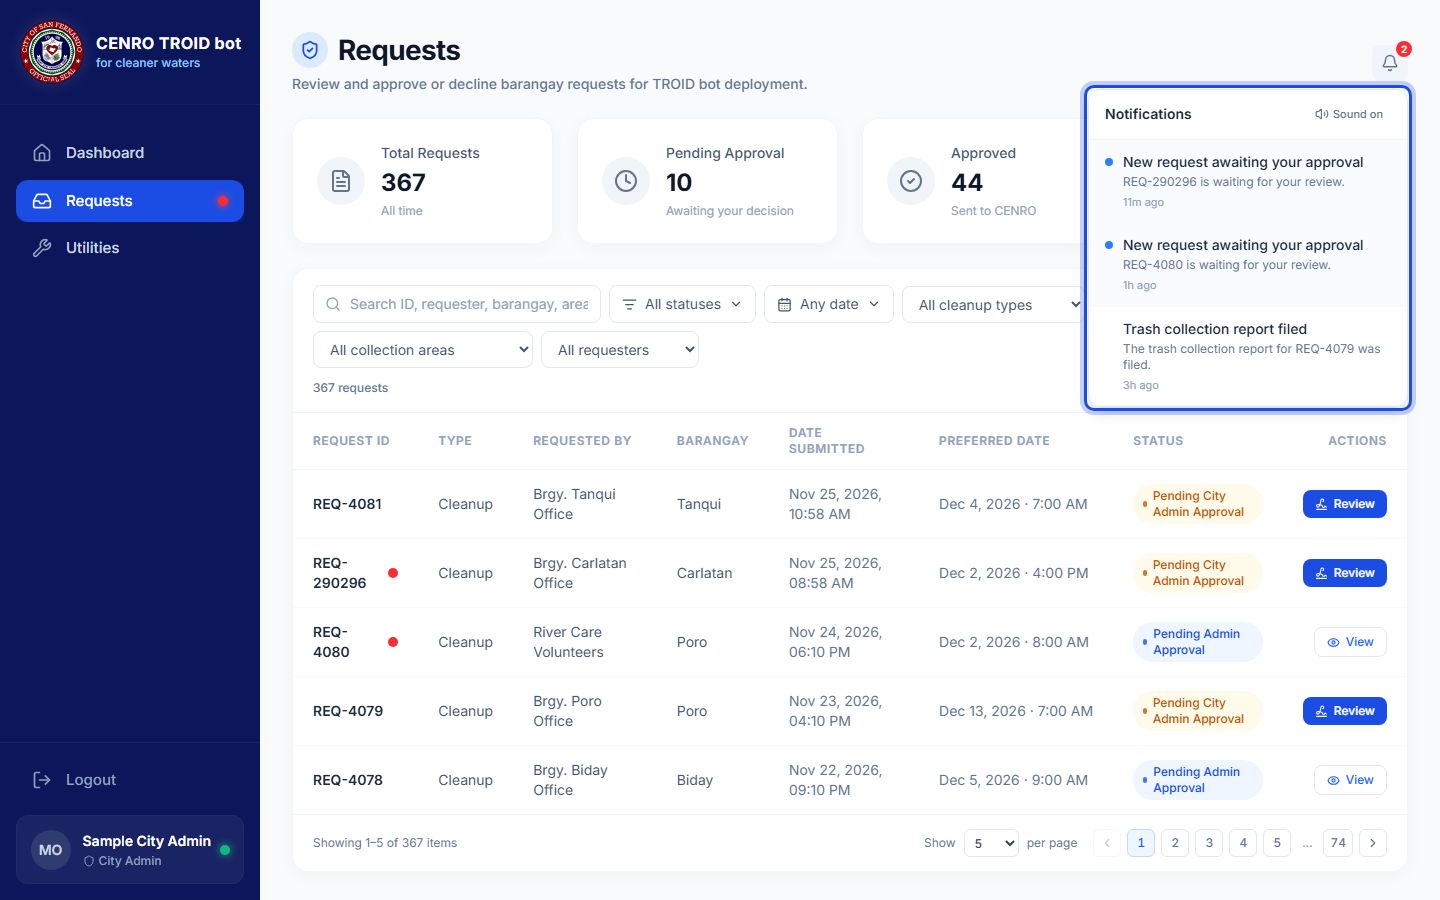 CITY OF SAN FERNANDO
OFFICIAL SEAL
CENRO TROID bot
for cleaner waters
Dashboard
Requests
Utilities
Logout
MO
Sample City Admin
City Admin
Requests
Review and approve or decline barangay requests for TROID bot deployment.
2
Total Requests
367
All time
Pending Approval
10
Awaiting your decision
Approved
44
Sent to CENRO
Notifications
Sound on
New request awaiting your approval
REQ-290296 is waiting for your review.
11m ago
New request awaiting your approval
REQ-4080 is waiting for your review.
1h ago
Trash collection report filed
The trash collection report for REQ-4079 was
filed.
3h ago
Search ID, requester, barangay, area
All statuses
Any date
All cleanup types
All collection areas
All requesters
367 requests
REQUEST ID TYPE REQUESTED BY BARANGAY DATE SUBMITTED PREFERRED DATE STATUS ACTIONS
REQ-4081 Cleanup Brgy. Tanqui Office Tanqui Nov 25, 2026, 10:58 AM Dec 4, 2026 · 7:00 AM Pending City Admin Approval Review
REQ-290296 Cleanup Brgy. Carlatan Office Carlatan Nov 25, 2026, 08:58 AM Dec 2, 2026 · 4:00 PM Pending City Admin Approval Review
REQ-4080 Cleanup River Care Volunteers Poro Nov 24, 2026, 06:10 PM Dec 2, 2026 · 8:00 AM Pending Admin Approval View
REQ-4079 Cleanup Brgy. Poro Office Poro Nov 23, 2026, 04:10 PM Dec 13, 2026 · 7:00 AM Pending City Admin Approval Review
REQ-4078 Cleanup Brgy. Biday Office Biday Nov 22, 2026, 09:10 PM Dec 5, 2026 · 9:00 AM Pending Admin Approval View
Showing 1–5 of 367 items
Show 5 per page
1 2 3 4 5 … 74